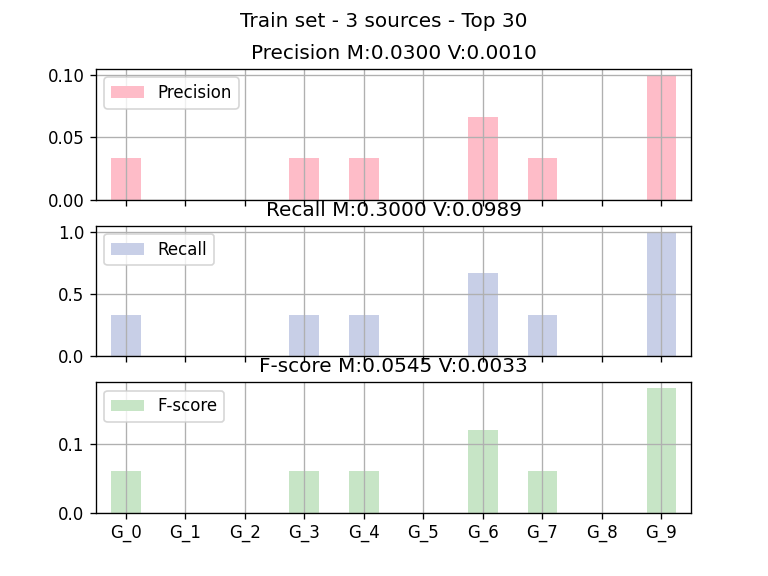 Train set - 3 sources - Top 30
Precision M:0.0300 V:0.0010
0.10
0.05
0.00
Precision
Recall M:0.3000 V:0.0989
1.0
0.5
0.0
Recall
F-score M:0.0545 V:0.0033
0.1
0.0
F-score
G_0 G_1 G_2 G_3 G_4 G_5 G_6 G_7 G_8 G_9